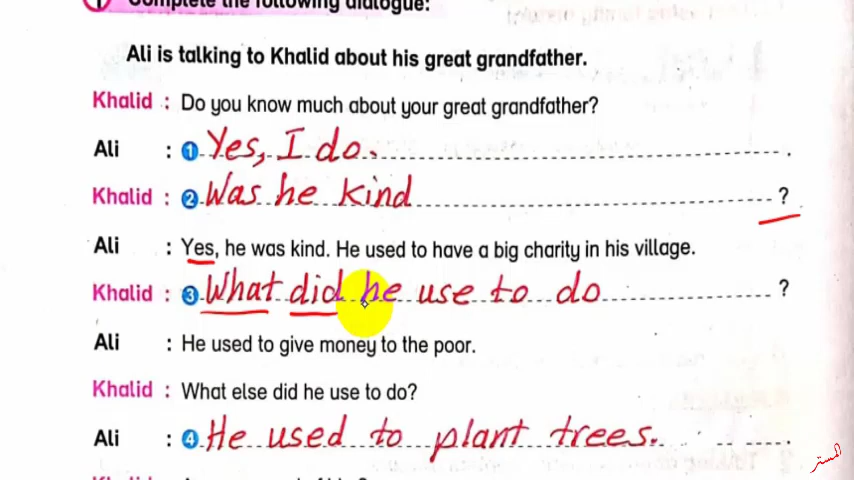 1 Complete the following dialogue:
Ali is talking to Khalid about his great grandfather.
Khalid : Do you know much about your great grandfather?
Ali : 1 Yes, I do.
Khalid : 2 Was he kind ?
Ali : Yes, he was kind. He used to have a big charity in his village.
Khalid : 3 What did he use to do ?
Ali : He used to give money to the poor.
Khalid : What else did he use to do?
Ali : 4 He used to plant trees.
المستر